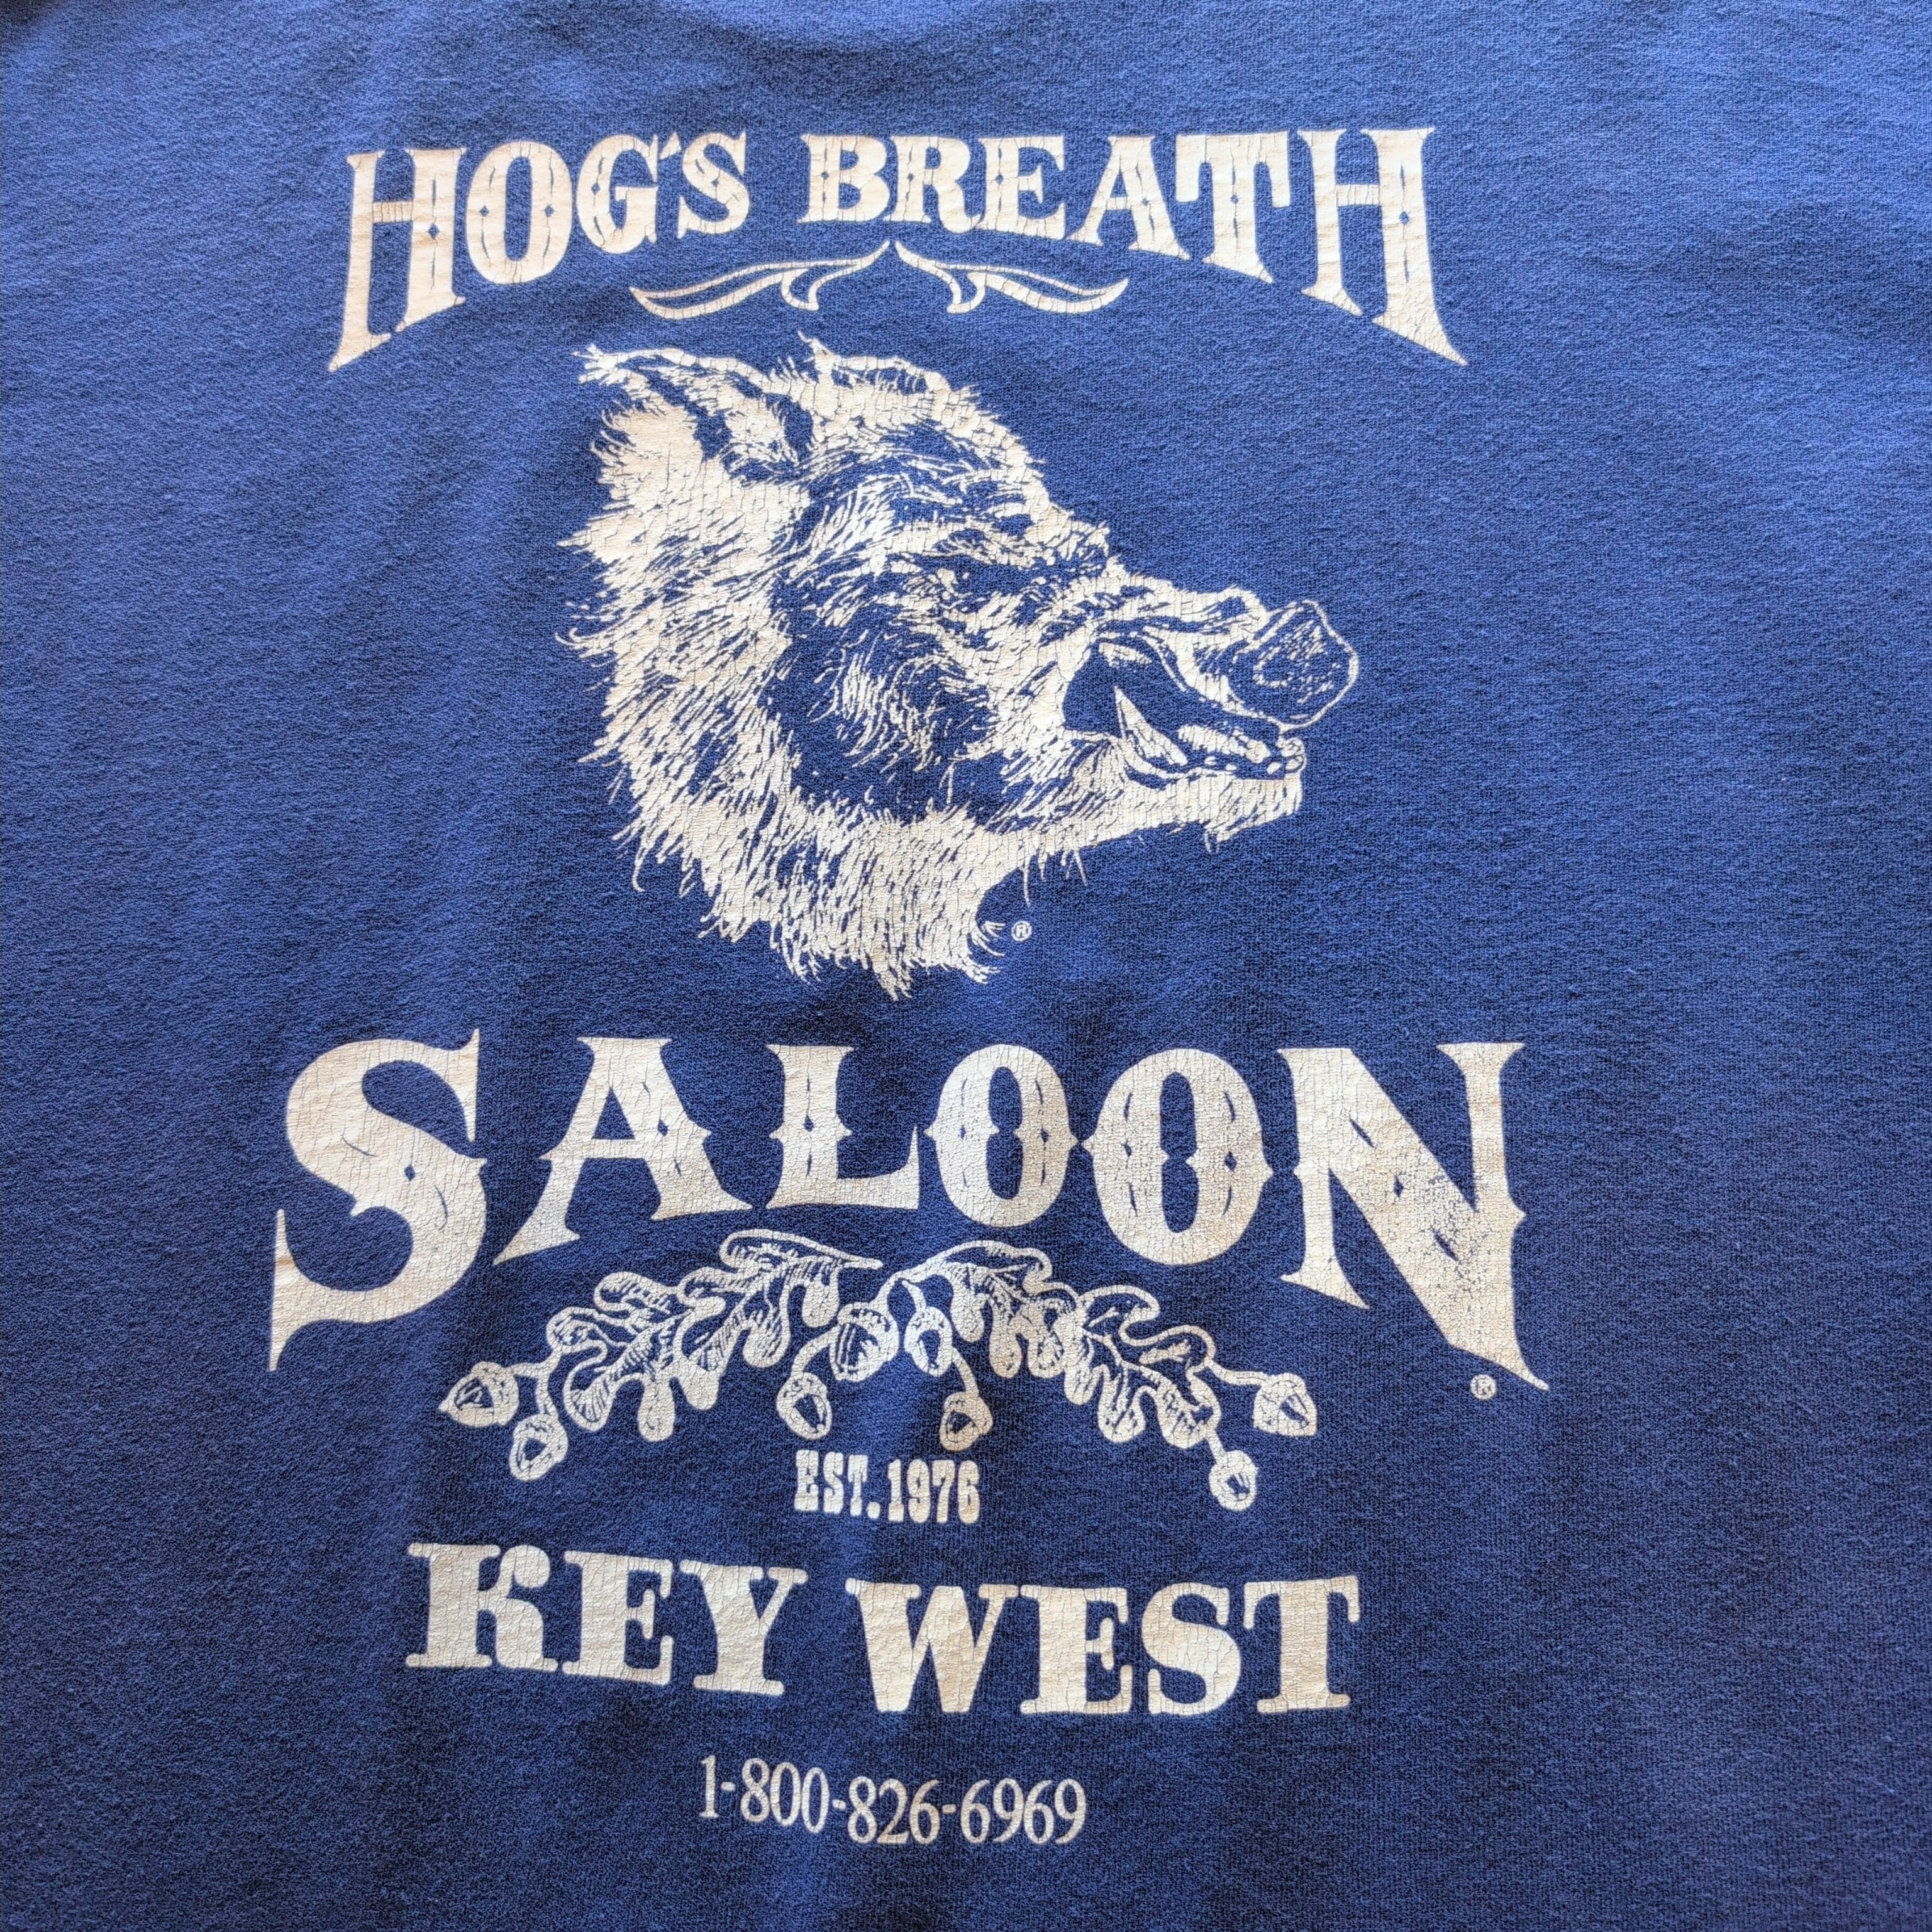 HOG'S BREATH
®
SALOON
®
EST. 1976
KEY WEST
1-800-826-6969